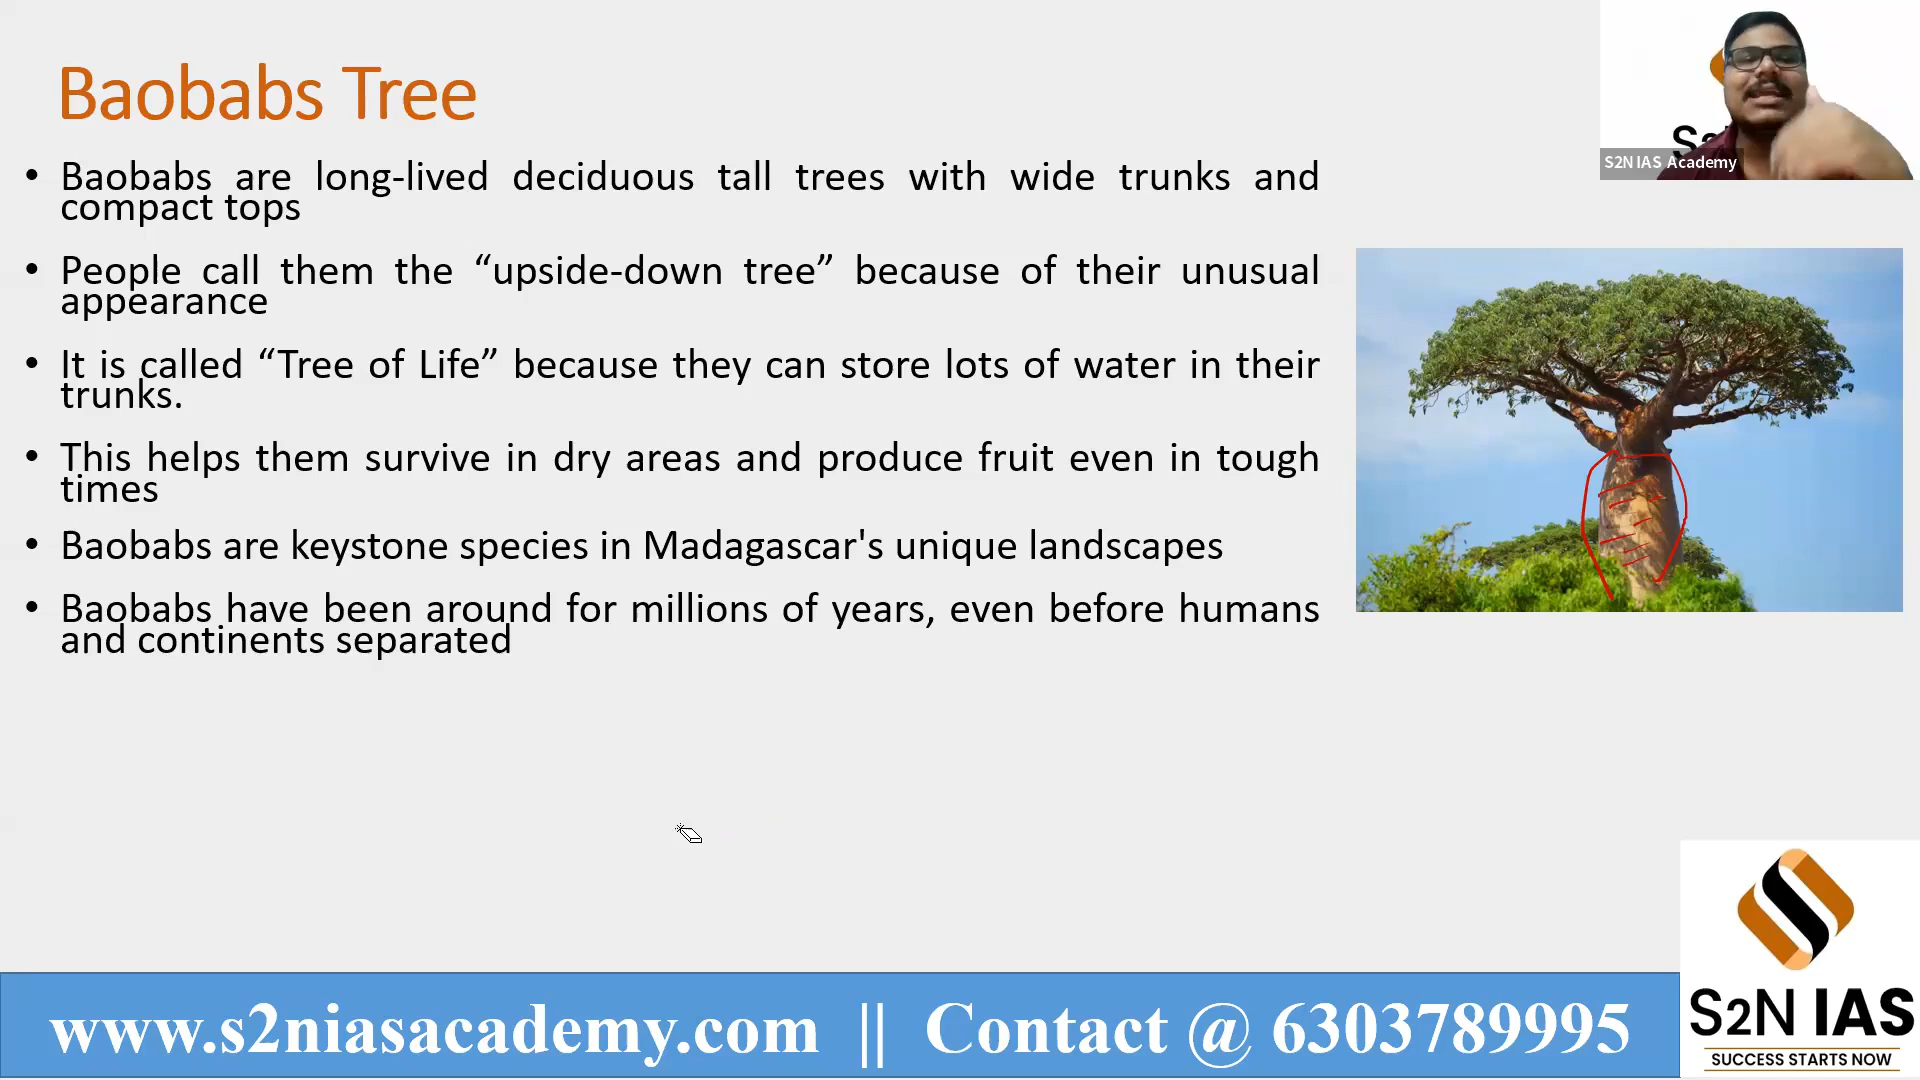 Baobabs Tree
• Baobabs are long-lived deciduous tall trees with wide trunks and
compact tops
• People call them the “upside-down tree” because of their unusual
appearance
• It is called “Tree of Life” because they can store lots of water in their
trunks.
• This helps them survive in dry areas and produce fruit even in tough
times
• Baobabs are keystone species in Madagascar's unique landscapes
• Baobabs have been around for millions of years, even before humans
and continents separated
S2N IAS Academy
www.s2niasacademy.com || Contact @ 6303789995
S2N IAS
SUCCESS STARTS NOW